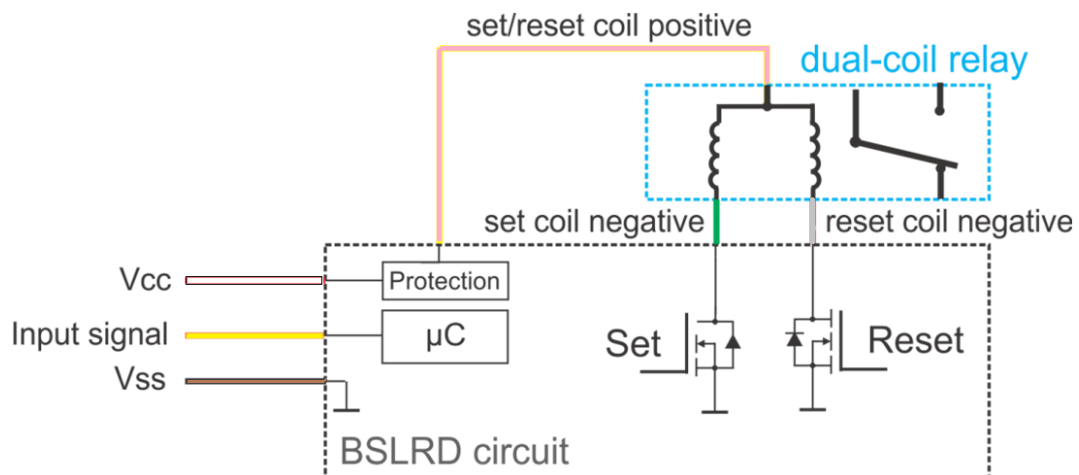 set/reset coil positive
dual-coil relay
set coil negative
reset coil negative
Vcc
Protection
Input signal
µC
Set
Reset
Vss
BSLRD circuit